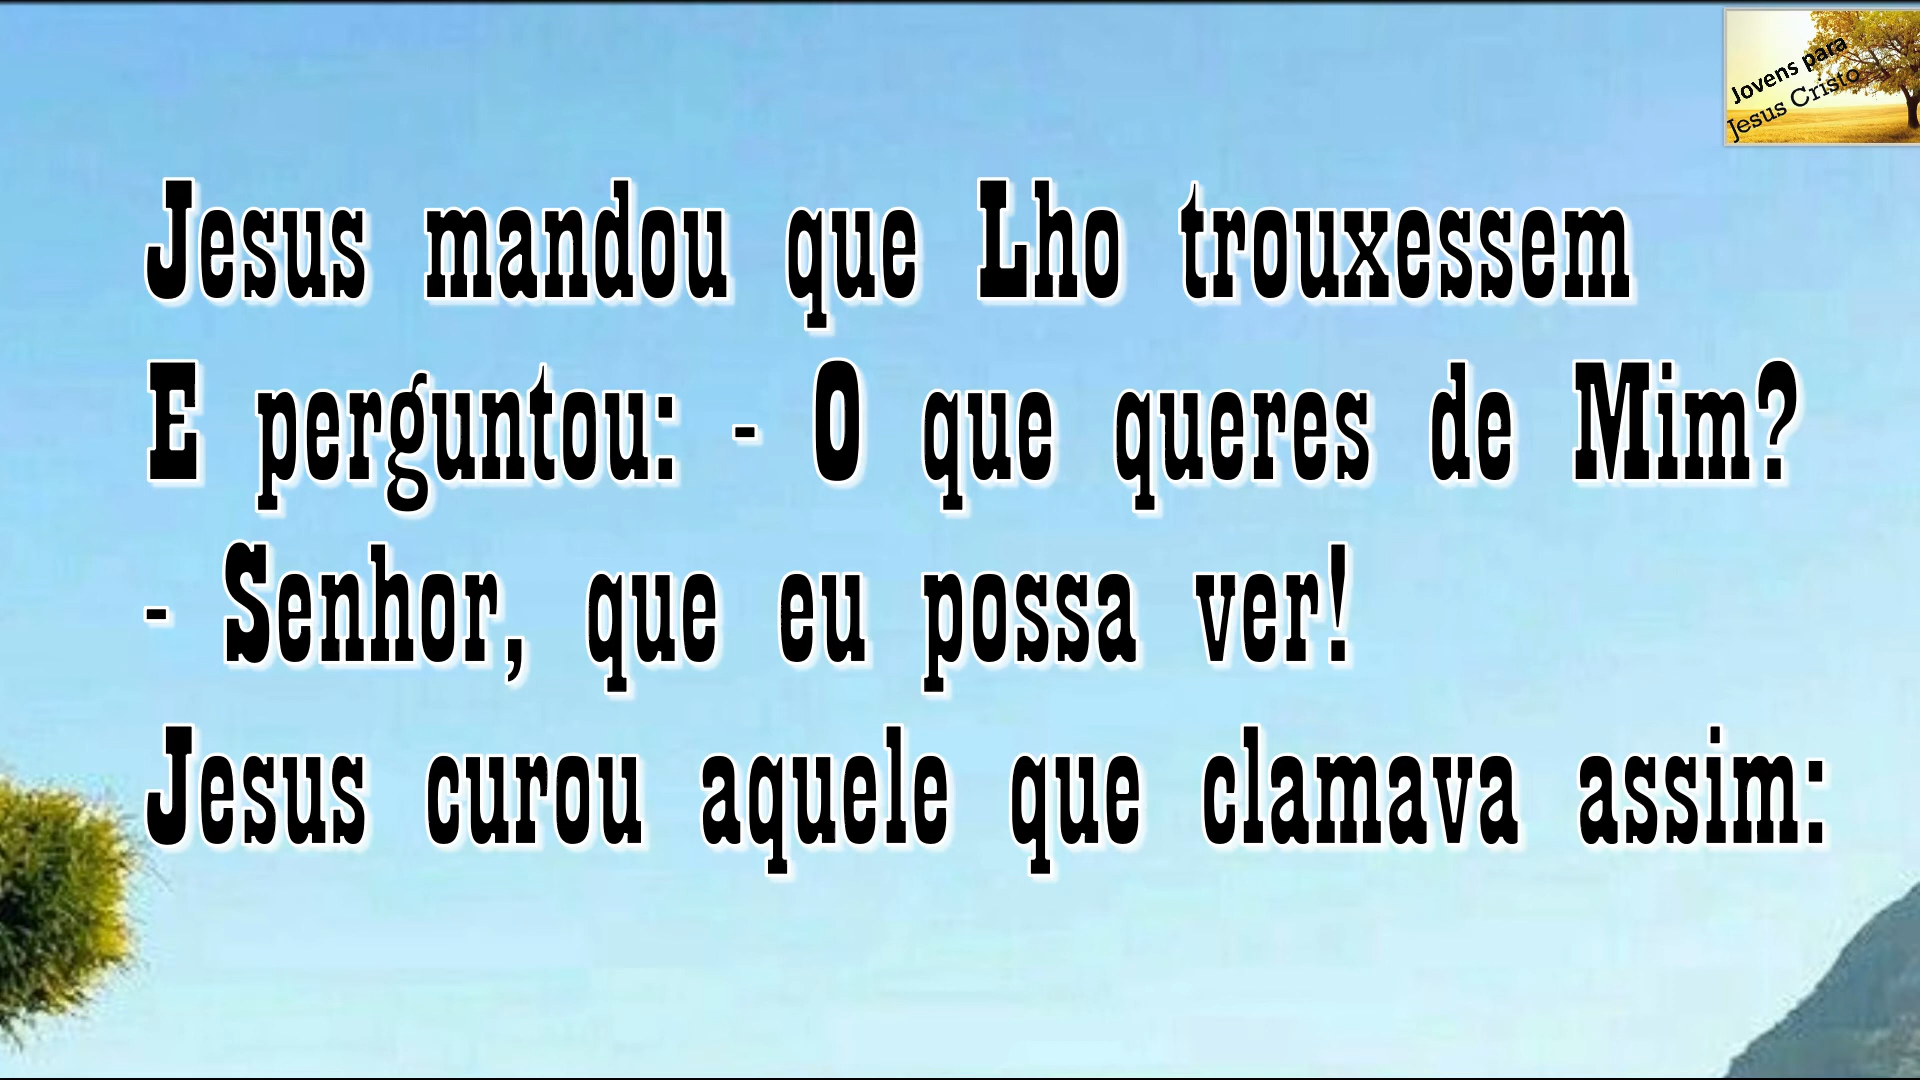 Jovens para
Jesus Cristo
Jesus mandou que Lho trouxessem
E perguntou: - O que queres de Mim?
- Senhor, que eu possa ver!
Jesus curou aquele que clamava assim: